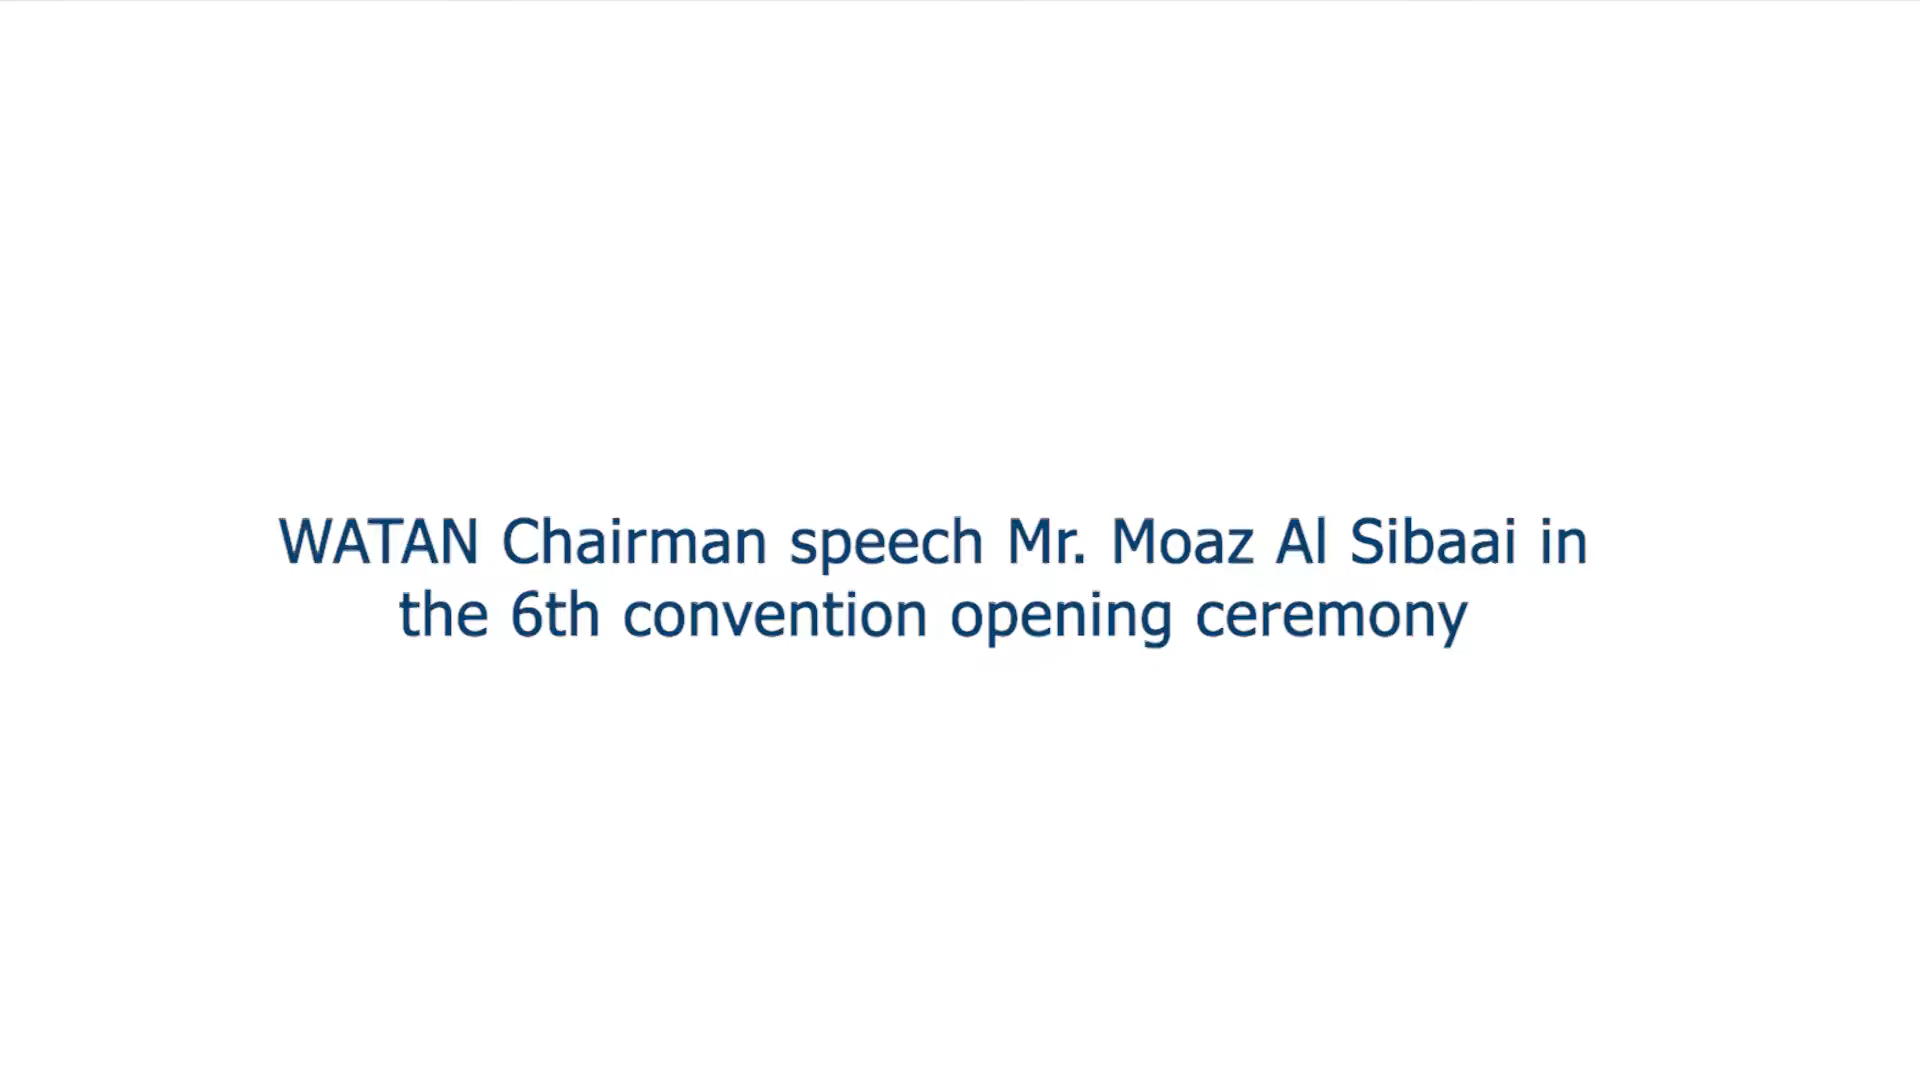 WATAN Chairman speech Mr. Moaz Al Sibaai in
the 6th convention opening ceremony